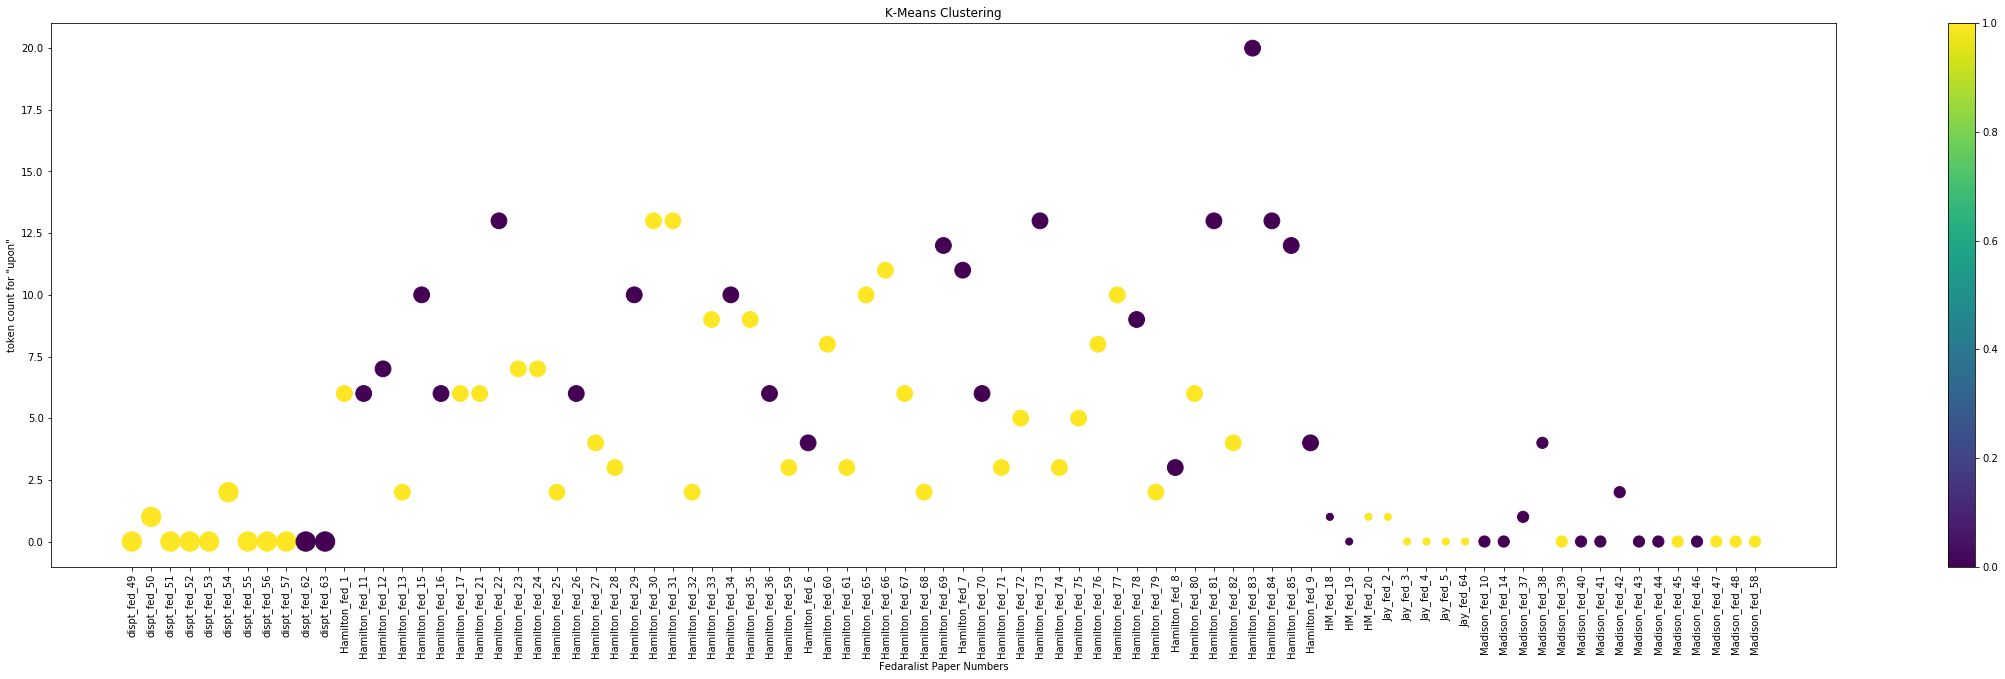 K-Means Clustering
20.0
17.5
15.0
12.5
10.0
7.5
5.0
2.5
0.0
token count for "upon"
dispt_fed_49
dispt_fed_50
dispt_fed_51
dispt_fed_52
dispt_fed_53
dispt_fed_54
dispt_fed_55
dispt_fed_56
dispt_fed_57
dispt_fed_62
dispt_fed_63
Hamilton_fed_1
Hamilton_fed_11
Hamilton_fed_12
Hamilton_fed_13
Hamilton_fed_15
Hamilton_fed_16
Hamilton_fed_17
Hamilton_fed_21
Hamilton_fed_22
Hamilton_fed_23
Hamilton_fed_24
Hamilton_fed_25
Hamilton_fed_26
Hamilton_fed_27
Hamilton_fed_28
Hamilton_fed_29
Hamilton_fed_30
Hamilton_fed_31
Hamilton_fed_32
Hamilton_fed_33
Hamilton_fed_34
Hamilton_fed_35
Hamilton_fed_36
Hamilton_fed_59
Hamilton_fed_6
Hamilton_fed_60
Hamilton_fed_61
Hamilton_fed_65
Hamilton_fed_66
Hamilton_fed_67
Hamilton_fed_68
Hamilton_fed_69
Hamilton_fed_7
Hamilton_fed_70
Hamilton_fed_71
Hamilton_fed_72
Hamilton_fed_73
Hamilton_fed_74
Hamilton_fed_75
Hamilton_fed_76
Hamilton_fed_77
Hamilton_fed_78
Hamilton_fed_79
Hamilton_fed_8
Hamilton_fed_80
Hamilton_fed_81
Hamilton_fed_82
Hamilton_fed_83
Hamilton_fed_84
Hamilton_fed_85
Hamilton_fed_9
HM_fed_18
HM_fed_19
HM_fed_20
Jay_fed_2
Jay_fed_3
Jay_fed_4
Jay_fed_5
Jay_fed_64
Madison_fed_10
Madison_fed_14
Madison_fed_37
Madison_fed_38
Madison_fed_39
Madison_fed_40
Madison_fed_41
Madison_fed_42
Madison_fed_43
Madison_fed_44
Madison_fed_45
Madison_fed_46
Madison_fed_47
Madison_fed_48
Madison_fed_58
Fedaralist Paper Numbers
1.0
0.8
0.6
0.4
0.2
0.0